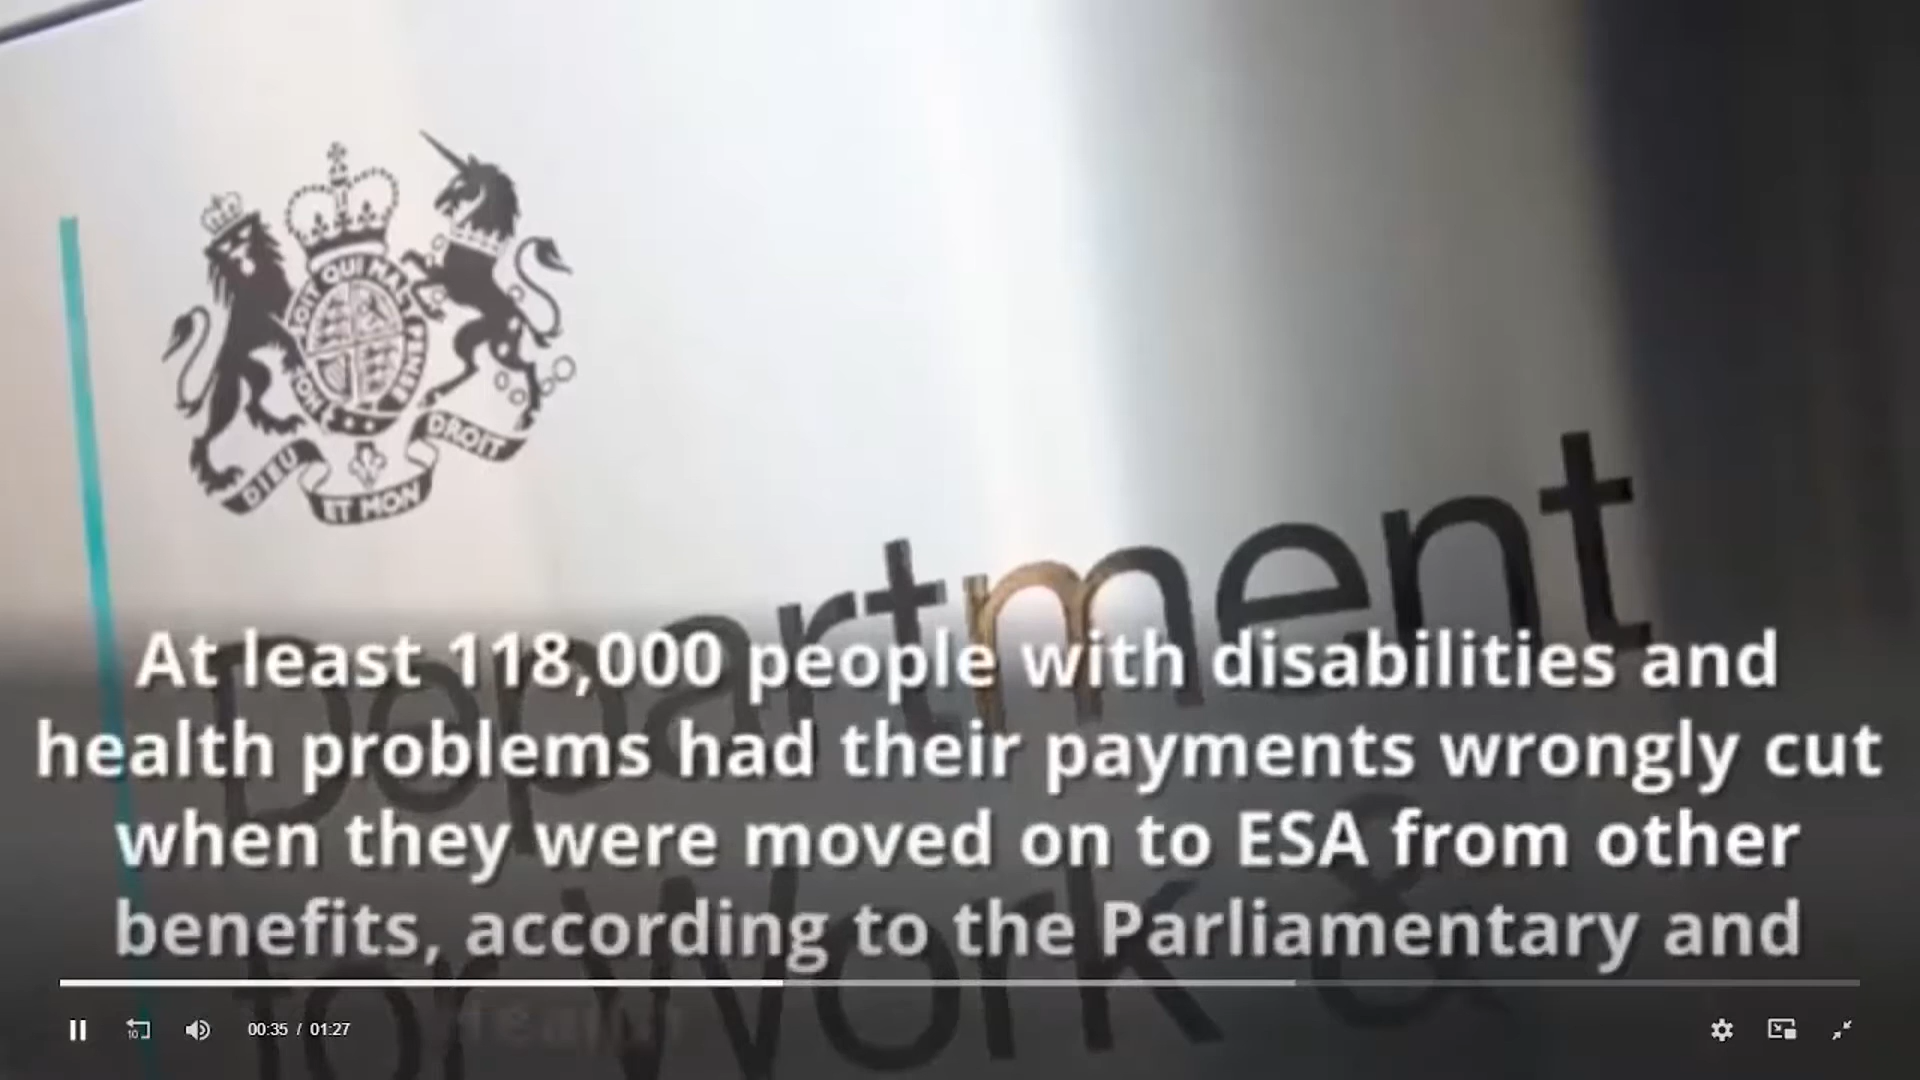 SOIT QUI MAL Y PENSE
HONI
DIEU ET MON DROIT
Department
for Work &
At least 118,000 people with disabilities and
health problems had their payments wrongly cut
when they were moved on to ESA from other
benefits, according to the Parliamentary and
10
00:35 / 01:27